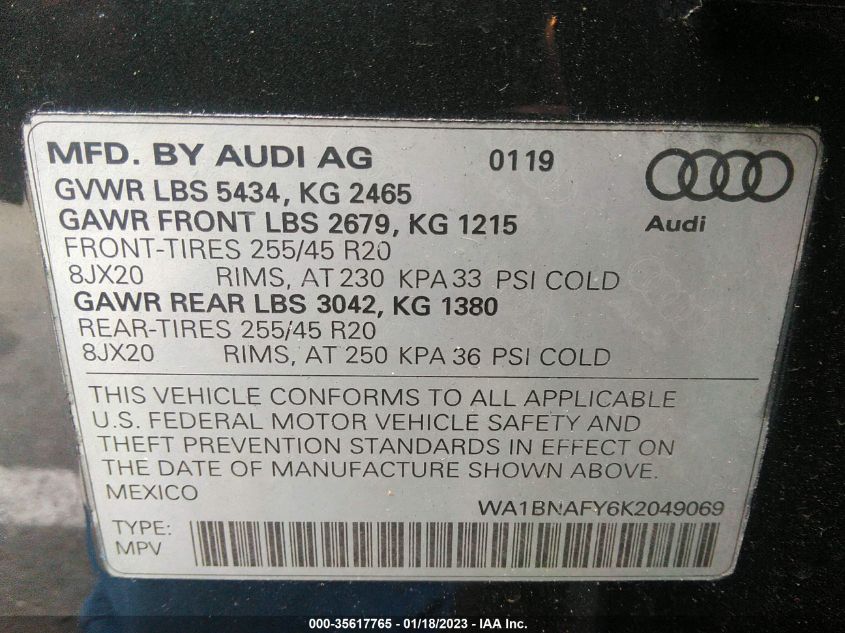 MFD. BY AUDI AG 0119
GVWR LBS 5434, KG 2465
GAWR FRONT LBS 2679, KG 1215
Audi
FRONT-TIRES 255/45 R20
8JX20 RIMS, AT 230 KPA 33 PSI COLD
GAWR REAR LBS 3042, KG 1380
REAR-TIRES 255/45 R20
8JX20 RIMS, AT 250 KPA 36 PSI COLD
THIS VEHICLE CONFORMS TO ALL APPLICABLE
U.S. FEDERAL MOTOR VEHICLE SAFETY AND
THEFT PREVENTION STANDARDS IN EFFECT ON
THE DATE OF MANUFACTURE SHOWN ABOVE.
MEXICO WA1BNAFY6K2049069
TYPE:
MPV
000-35617765 - 01/18/2023 - IAA Inc.